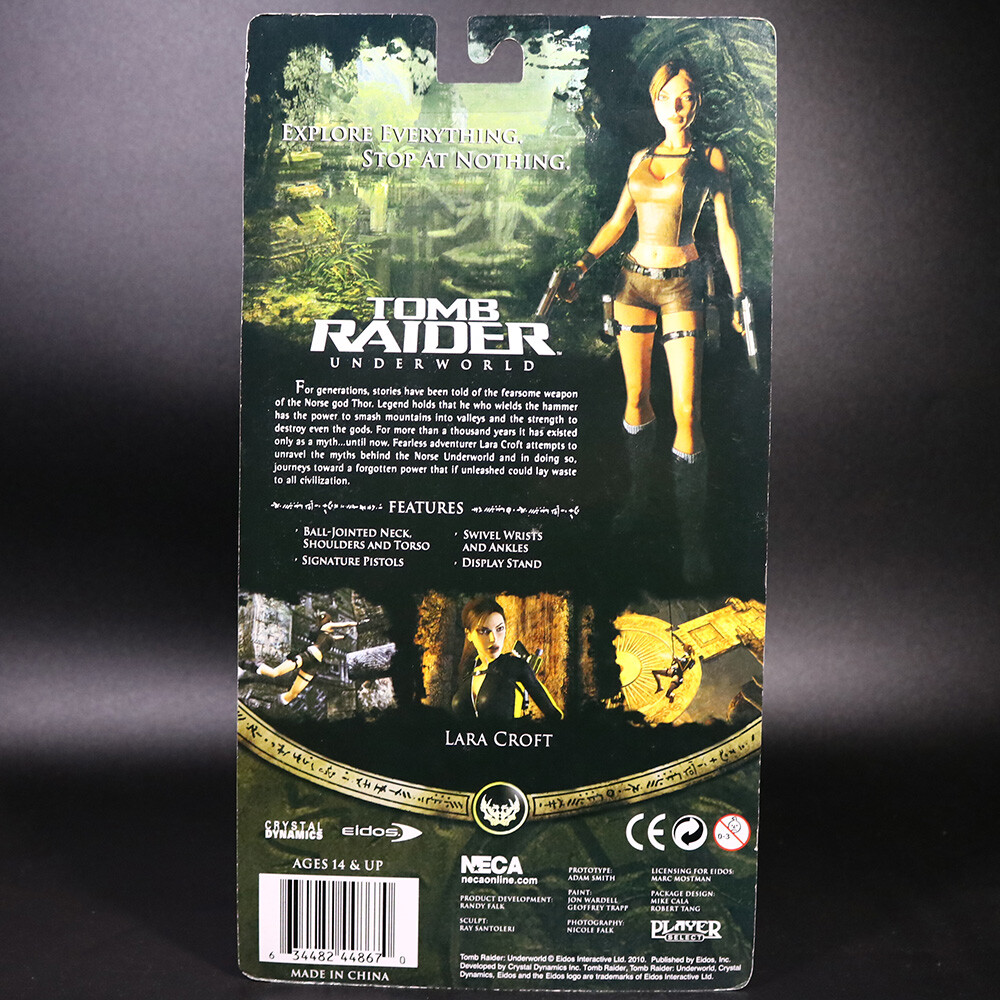 EXPLORE EVERYTHING.
STOP AT NOTHING.
TOMB
RAIDER™
UNDERWORLD
For generations, stories have been told of the fearsome weapon
of the Norse god Thor. Legend holds that he who wields the hammer
has the power to smash mountains into valleys and the strength to
destroy even the gods. For more than a thousand years it has existed
only as a myth...until now. Fearless adventurer Lara Croft attempts to
unravel the myths behind the Norse Underworld and in doing so,
journeys toward a forgotten power that if unleashed could lay waste
to all civilization.
FEATURES
· BALL-JOINTED NECK, SHOULDERS AND TORSO
· SIGNATURE PISTOLS
· SWIVEL WRISTS AND ANKLES
· DISPLAY STAND
LARA CROFT
CRYSTAL
DYNAMICS
eidos
CE
0-3
AGES 14 & UP
6 34482 44867 0
MADE IN CHINA
NECA
necaonline.com
PRODUCT DEVELOPMENT:
RANDY FALK
SCULPT:
RAY SANTOLERI
PROTOTYPE:
ADAM SMITH
PAINT:
JON WARDELL
GEOFFREY TRAPP
PHOTOGRAPHY:
NICOLE FALK
LICENSING FOR EIDOS:
MARC MOSTMAN
PACKAGE DESIGN:
MIKE CALA
ROBERT TANG
PLAYER
SELECT
Tomb Raider: Underworld © Eidos Interactive Ltd. 2010. Published by Eidos, Inc.
Developed by Crystal Dynamics Inc. Tomb Raider, Tomb Raider: Underworld, Crystal
Dynamics, Eidos and the Eidos logo are trademarks of Eidos Interactive Ltd.